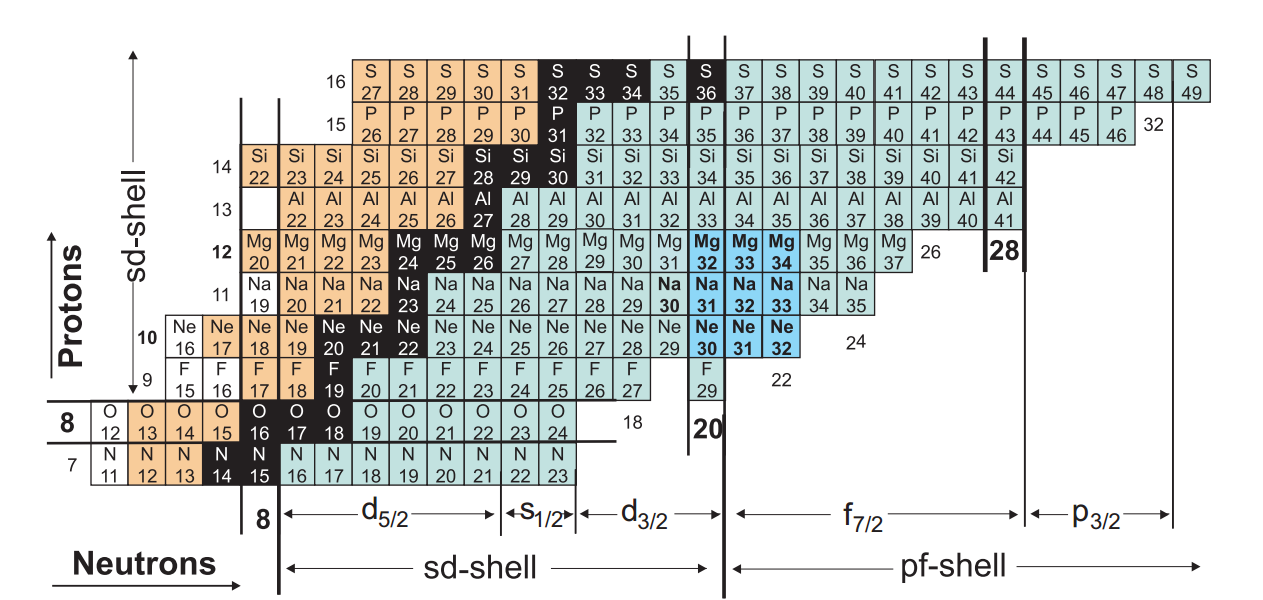 16 S S S S S S S S S S S S S S S S S S S S S S S
27 28 29 30 31 32 33 34 35 36 37 38 39 40 41 42 43 44 45 46 47 48 49
15 P P P P P P P P P P P P P P P P P P P P P 32
26 27 28 29 30 31 32 33 34 35 36 37 38 39 40 41 42 43 44 45 46
14 Si Si Si Si Si Si Si Si Si Si Si Si Si Si Si Si Si Si Si Si Si
22 23 24 25 26 27 28 29 30 31 32 33 34 35 36 37 38 39 40 41 42
13 Al Al Al Al Al Al Al Al Al Al Al Al Al Al Al Al Al Al Al Al
22 23 24 25 26 27 28 29 30 31 32 33 34 35 36 37 38 39 40 41
12 Mg Mg Mg Mg Mg Mg Mg Mg Mg Mg Mg Mg Mg Mg Mg Mg Mg Mg 26 28
20 21 22 23 24 25 26 27 28 29 30 31 32 33 34 35 36 37
11 Na Na Na Na Na Na Na Na Na Na Na Na Na Na Na Na Na
19 20 21 22 23 24 25 26 27 28 29 30 31 32 33 34 35
10 Ne Ne Ne Ne Ne Ne Ne Ne Ne Ne Ne Ne Ne Ne Ne Ne Ne 24
16 17 18 19 20 21 22 23 24 25 26 27 28 29 30 31 32
9 F F F F F F F F F F F F F F 22
15 16 17 18 19 20 21 22 23 24 25 26 27 29
8 O O O O O O O O O O O O O 18 20
12 13 14 15 16 17 18 19 20 21 22 23 24
7 N N N N N N N N N N N N N
11 12 13 14 15 16 17 18 19 20 21 22 23
sd-shell
Protons
8 d5/2 s1/2 d3/2 f7/2 p3/2
Neutrons sd-shell pf-shell